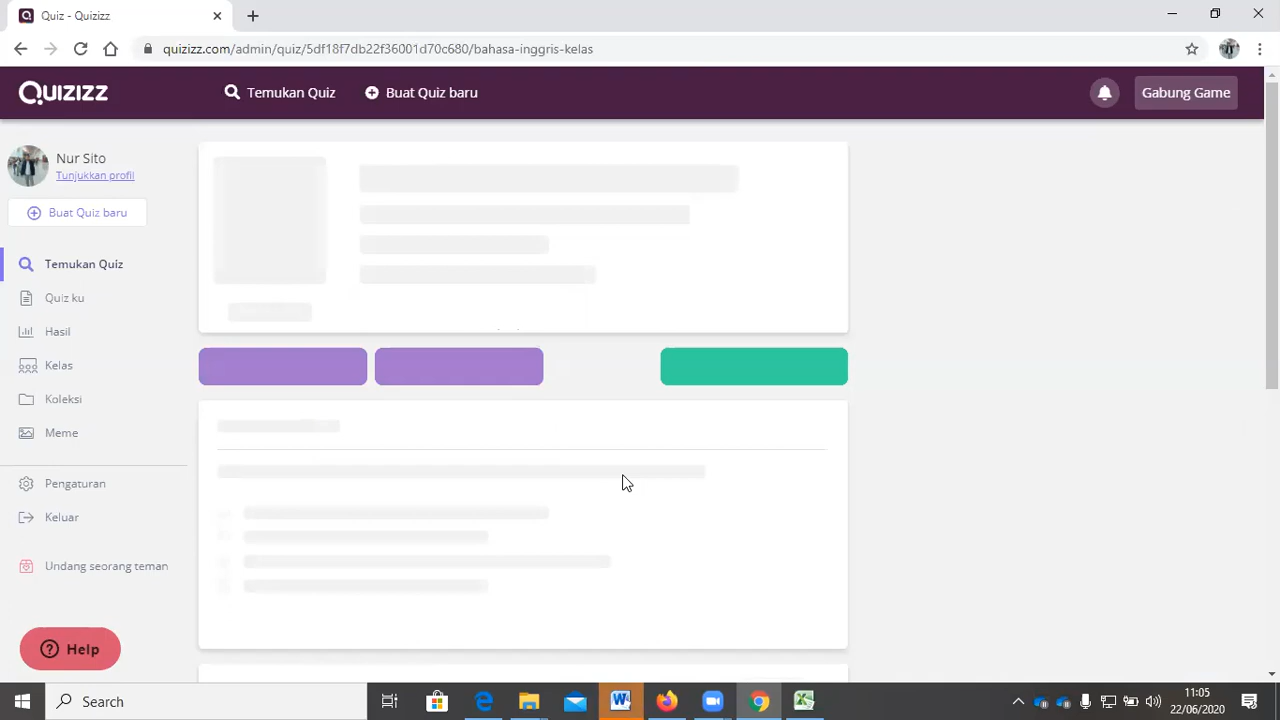 Quiz - Quizizz
quizizz.com/admin/quiz/5df18f7db22f36001d70c680/bahasa-inggris-kelas
QUIZIZZ
Temukan Quiz
Buat Quiz baru
Gabung Game
Nur Sito
Tunjukkan profil
Buat Quiz baru
Temukan Quiz
Quiz ku
Hasil
Kelas
Koleksi
Meme
Pengaturan
Keluar
Undang seorang teman
Help
Search
11:05
22/06/2020